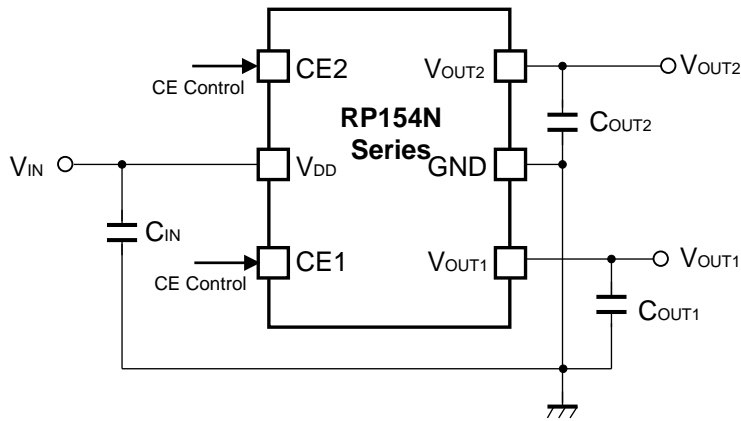 CE2
CE Control
VOUT2
VOUT2
RP154N
Series
COUT2
VIN
VDD
GND
CIN
CE1
CE Control
VOUT1
VOUT1
COUT1